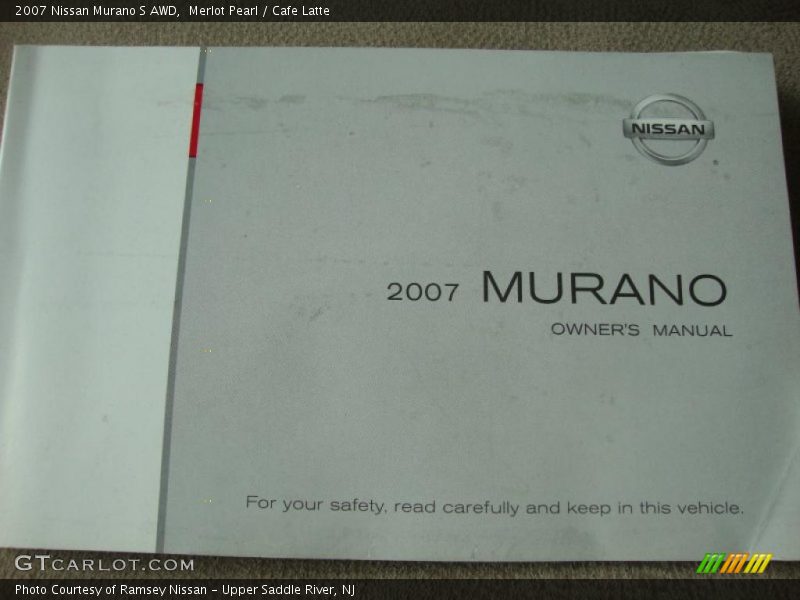 2007 Nissan Murano S AWD, Merlot Pearl / Cafe Latte
NISSAN
2007 MURANO
OWNER'S MANUAL
For your safety, read carefully and keep in this vehicle.
GTCARLOT.COM
Photo Courtesy of Ramsey Nissan - Upper Saddle River, NJ